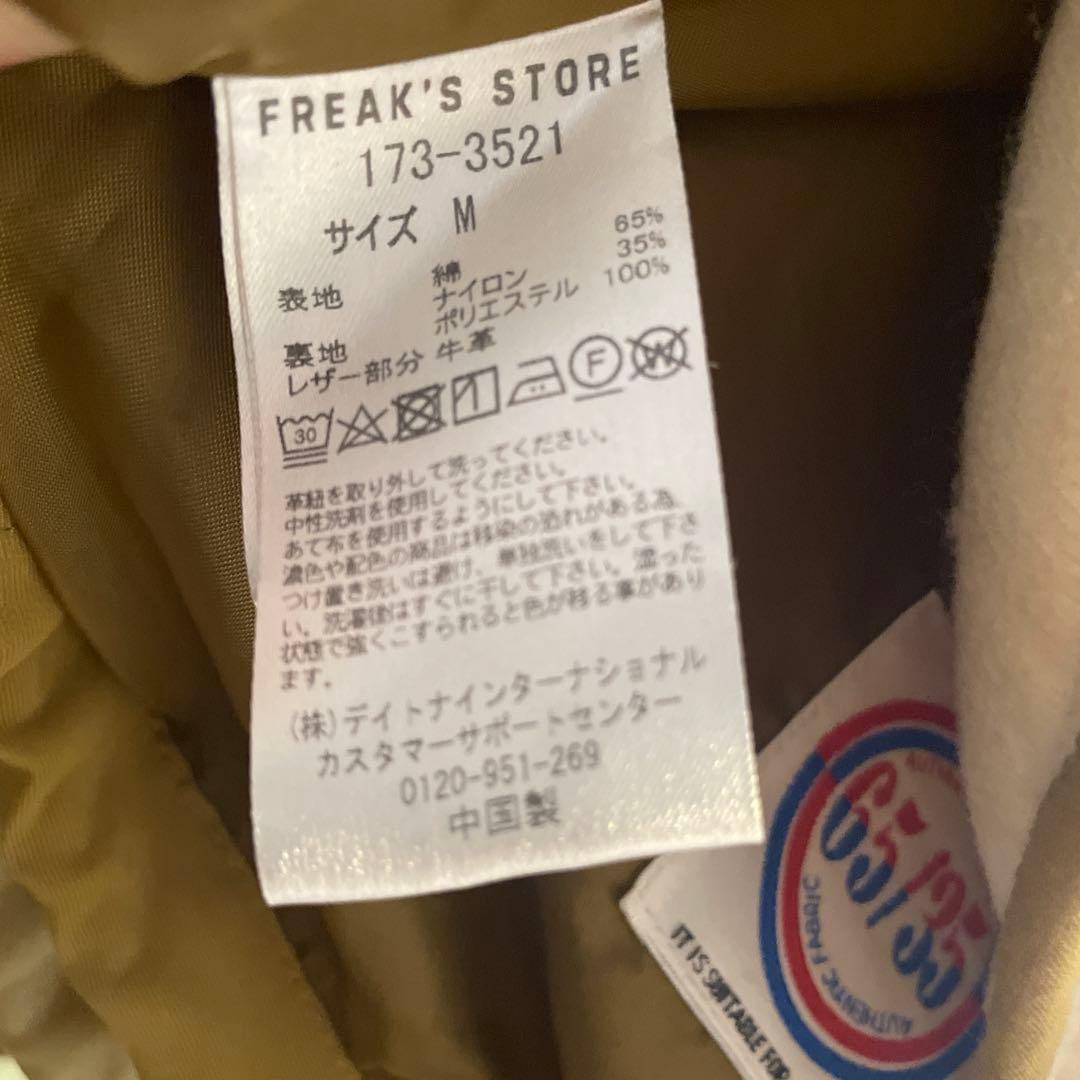 FREAK'S STORE
173-3521
サイズ M
表地 綿 65%
ナイロン 35%
裏地 ポリエステル 100%
レザー部分 牛革
30 F W
革紐を取り外して洗ってください。
中性洗剤を使用してください。
あて布を使用するようにして下さい。
濃色や配色の商品は移染の恐れがある為、
つけ置き洗いは避け、単独洗いをして下さ
い。洗濯後はすぐに干して下さい。湿った
状態で強くこすられると色が移る事があり
ます。
(株)デイトナインターナショナル
カスタマーサポートセンター
0120-951-269
中国製
65/35
AUTHENTIC FABRIC
IT IS SUITABLE FOR